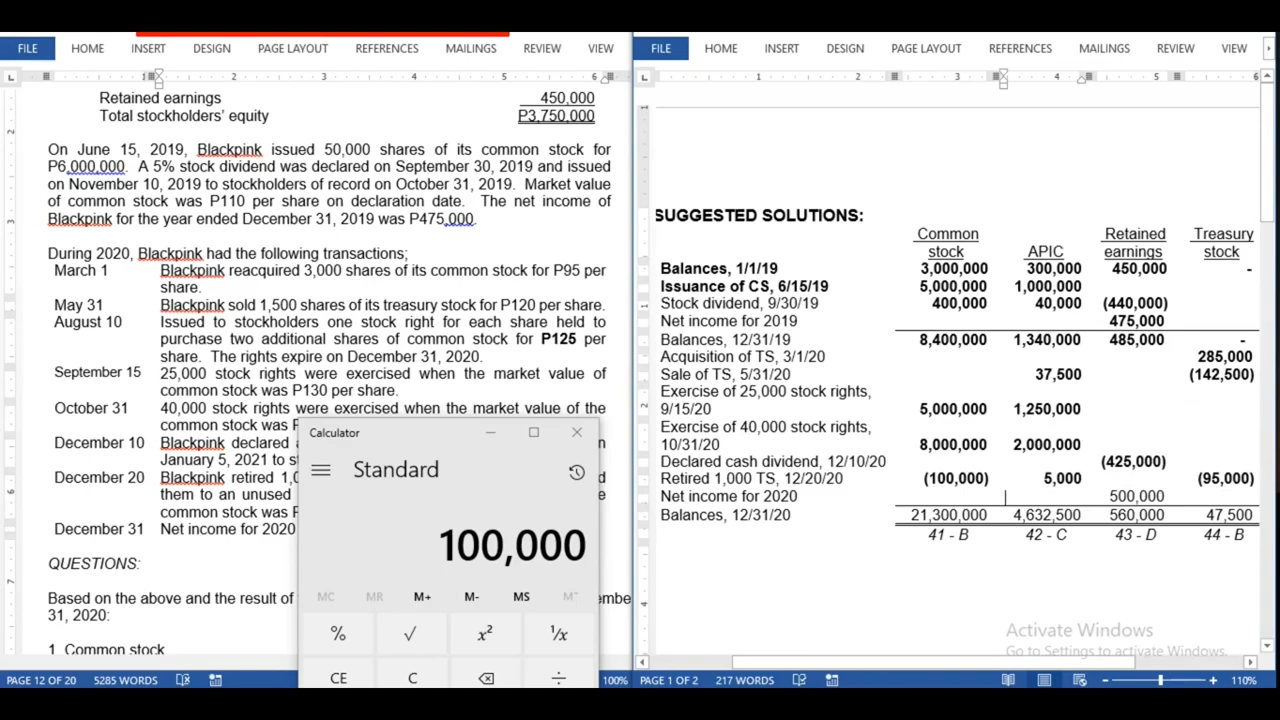 FILE HOME INSERT DESIGN PAGE LAYOUT REFERENCES MAILINGS REVIEW VIEW
Retained earnings 450,000
Total stockholders' equity P3,750,000
On June 15, 2019, Blackpink issued 50,000 shares of its common stock for
P6,000,000. A 5% stock dividend was declared on September 30, 2019 and issued
on November 10, 2019 to stockholders of record on October 31, 2019. Market value
of common stock was P110 per share on declaration date. The net income of
Blackpink for the year ended December 31, 2019 was P475,000.
During 2020, Blackpink had the following transactions;
March 1 Blackpink reacquired 3,000 shares of its common stock for P95 per
share.
May 31 Blackpink sold 1,500 shares of its treasury stock for P120 per share.
August 10 Issued to stockholders one stock right for each share held to
purchase two additional shares of common stock for P125 per
share. The rights expire on December 31, 2020.
September 15 25,000 stock rights were exercised when the market value of
common stock was P130 per share.
October 31 40,000 stock rights were exercised when the market value of the
common stock was P
December 10 Blackpink declared
January 5, 2021 to
December 20 Blackpink retired
them to an unused
common stock was
December 31 Net income for 2020
QUESTIONS:
Based on the above and the result of
31, 2020:
1. Common stock
PAGE 12 OF 20 5285 WORDS 100%
Calculator
Standard
100,000
MC MR M+ M- MS
% √ x² ¹/x
CE C ÷
FILE HOME INSERT DESIGN PAGE LAYOUT REFERENCES MAILINGS REVIEW VIEW
SUGGESTED SOLUTIONS:
Common Retained Treasury
stock APIC earnings stock
Balances, 1/1/19 3,000,000 300,000 450,000 -
Issuance of CS, 6/15/19 5,000,000 1,000,000
Stock dividend, 9/30/19 400,000 40,000 (440,000)
Net income for 2019 475,000
Balances, 12/31/19 8,400,000 1,340,000 485,000 -
Acquisition of TS, 3/1/20 285,000
Sale of TS, 5/31/20 37,500 (142,500)
Exercise of 25,000 stock rights,
9/15/20 5,000,000 1,250,000
Exercise of 40,000 stock rights,
10/31/20 8,000,000 2,000,000
Declared cash dividend, 12/10/20 (425,000)
Retired 1,000 TS, 12/20/20 (100,000) 5,000 (95,000)
Net income for 2020 500,000
Balances, 12/31/20 21,300,000 4,632,500 560,000 47,500
41 - B 42 - C 43 - D 44 - B
Activate Windows
Go to Settings to activate Windows.
PAGE 1 OF 2 217 WORDS 110%